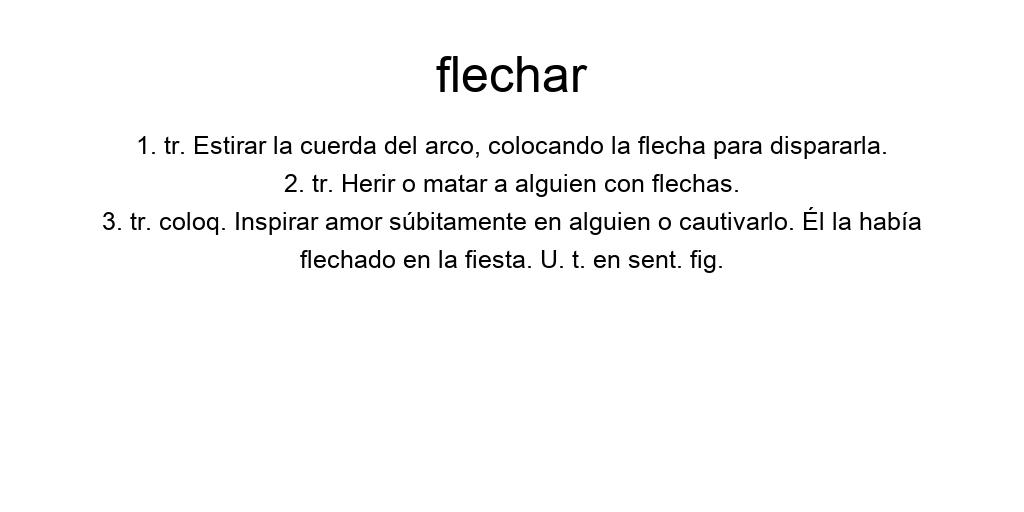 flechar
1. tr. Estirar la cuerda del arco, colocando la flecha para dispararla.
2. tr. Herir o matar a alguien con flechas.
3. tr. coloq. Inspirar amor súbitamente en alguien o cautivarlo. Él la había
flechado en la fiesta. U. t. en sent. fig.